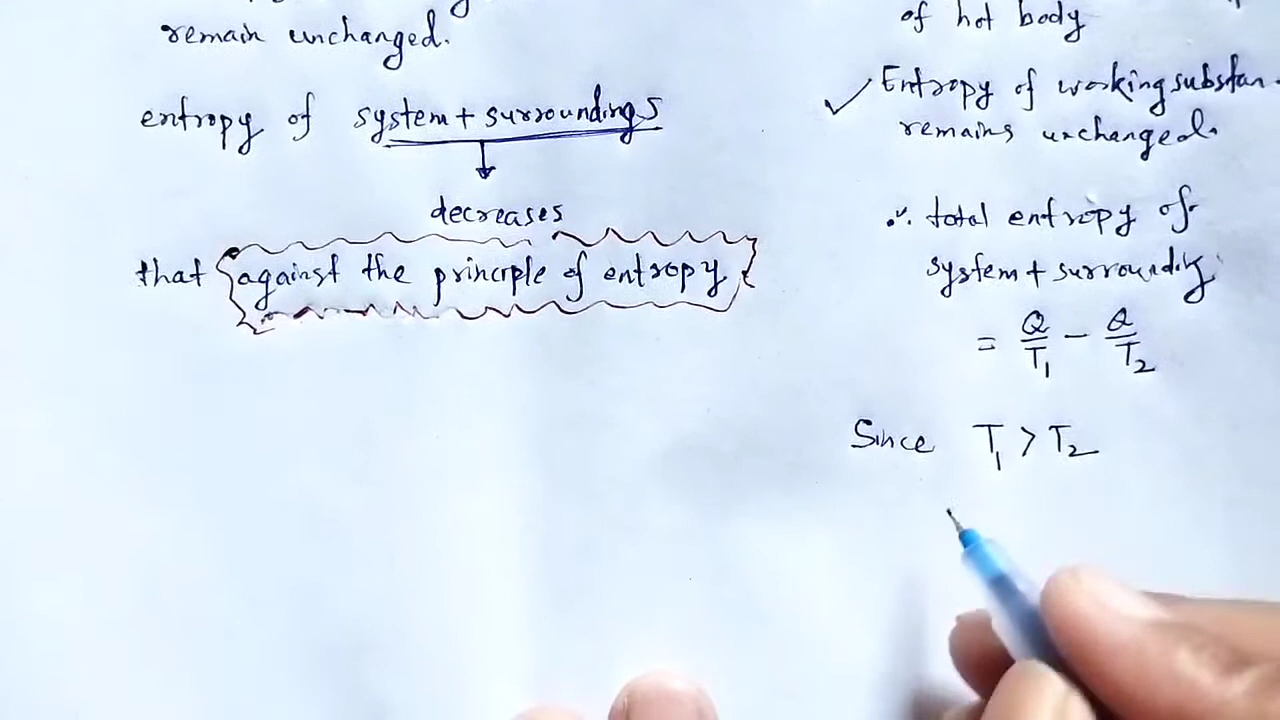 remain unchanged.
entropy of system + surroundings
decreases
that against the principle of entropy
of hot body
✓ Entropy of working substan
remains unchanged.
∴ total entropy of
system + surrounding
= Q/T₁ - Q/T₂
Since T₁ > T₂